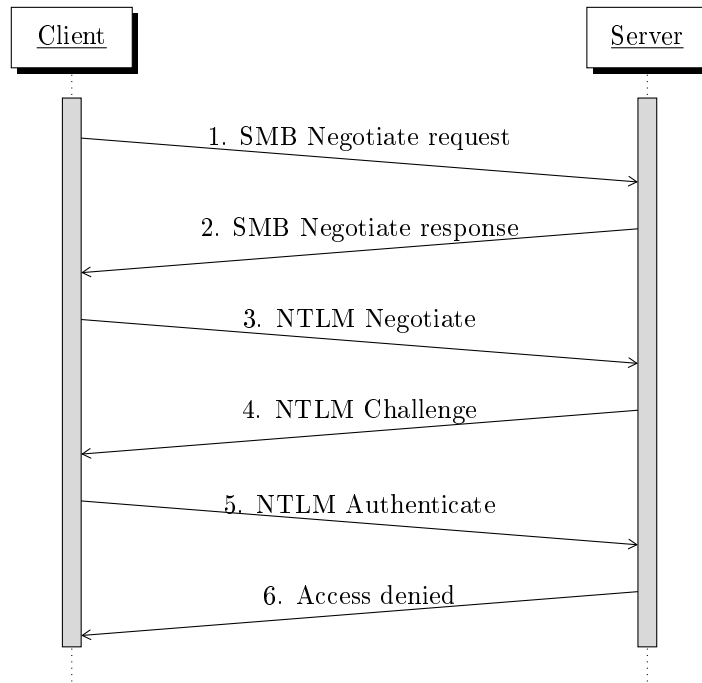 Client
Server
1. SMB Negotiate request
2. SMB Negotiate response
3. NTLM Negotiate
4. NTLM Challenge
5. NTLM Authenticate
6. Access denied